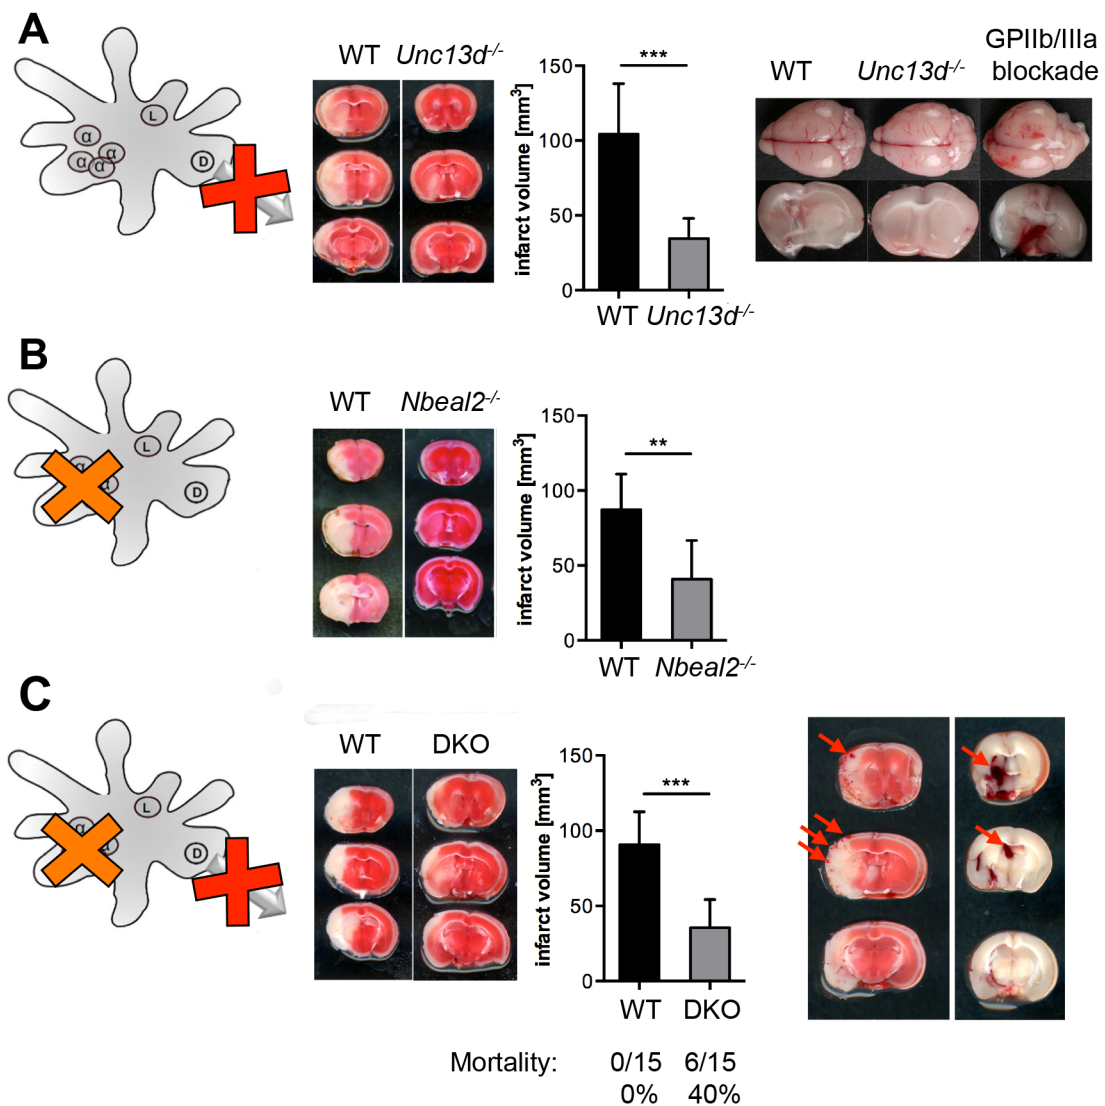 A
L
α
α
α
α
D
WT Unc13d-/-
infarct volume [mm3]
150
100
50
0
***
WT Unc13d-/-
WT Unc13d-/- GPIIb/IIIa
blockade
B
L
α
α
D
WT Nbeal2-/-
infarct volume [mm3]
150
100
50
0
**
WT Nbeal2-/-
C
L
α
α
D
WT DKO
infarct volume [mm3]
150
100
50
0
***
WT DKO
Mortality: 0/15 6/15
0% 40%